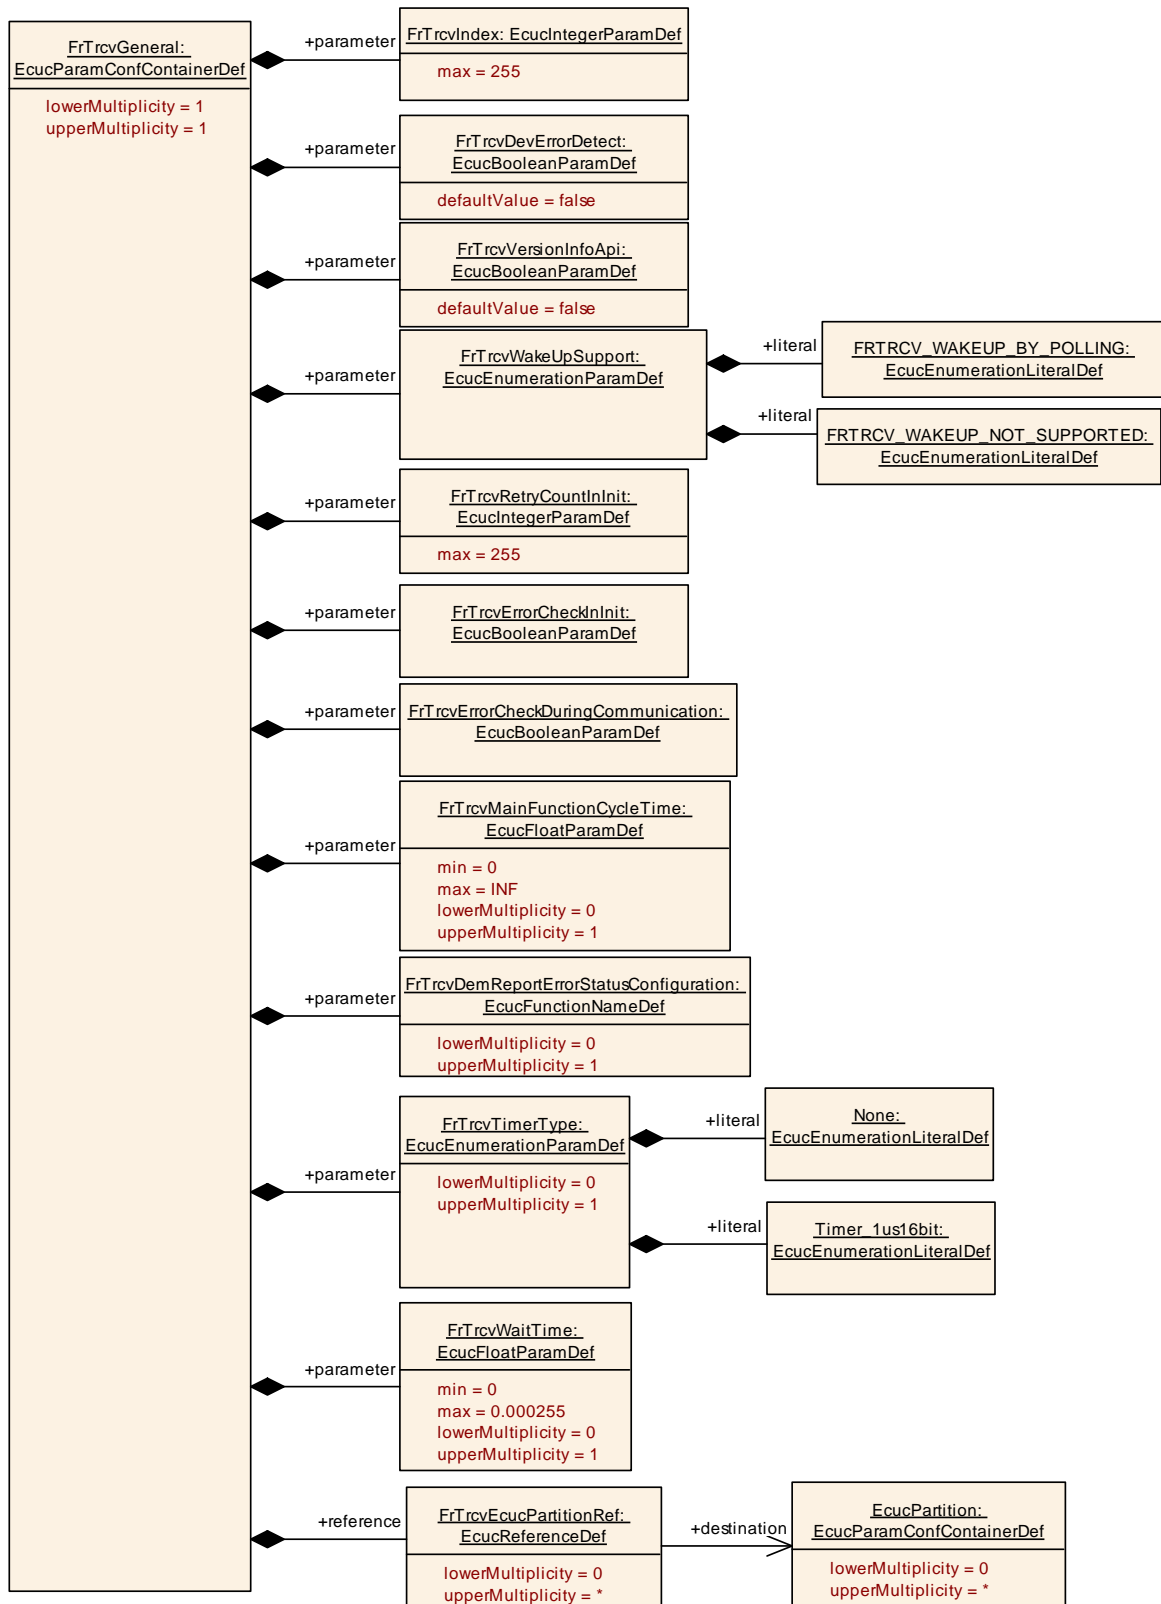 FrTrcvGeneral:
EcucParamConfContainerDef
lowerMultiplicity = 1
upperMultiplicity = 1
+parameter
FrTrcvIndex: EcucIntegerParamDef
max = 255
+parameter
FrTrcvDevErrorDetect:
EcucBooleanParamDef
defaultValue = false
+parameter
FrTrcvVersionInfoApi:
EcucBooleanParamDef
defaultValue = false
+parameter
FrTrcvWakeUpSupport:
EcucEnumerationParamDef
+literal
FRTRCV_WAKEUP_BY_POLLING:
EcucEnumerationLiteralDef
+literal
FRTRCV_WAKEUP_NOT_SUPPORTED:
EcucEnumerationLiteralDef
+parameter
FrTrcvRetryCountInInit:
EcucIntegerParamDef
max = 255
+parameter
FrTrcvErrorCheckInInit:
EcucBooleanParamDef
+parameter
FrTrcvErrorCheckDuringCommunication:
EcucBooleanParamDef
+parameter
FrTrcvMainFunctionCycleTime:
EcucFloatParamDef
min = 0
max = INF
lowerMultiplicity = 0
upperMultiplicity = 1
+parameter
FrTrcvDemReportErrorStatusConfiguration:
EcucFunctionNameDef
lowerMultiplicity = 0
upperMultiplicity = 1
+parameter
FrTrcvTimerType:
EcucEnumerationParamDef
lowerMultiplicity = 0
upperMultiplicity = 1
+literal
None:
EcucEnumerationLiteralDef
+literal
Timer_1us16bit:
EcucEnumerationLiteralDef
+parameter
FrTrcvWaitTime:
EcucFloatParamDef
min = 0
max = 0.000255
lowerMultiplicity = 0
upperMultiplicity = 1
+reference
FrTrcvEcucPartitionRef:
EcucReferenceDef
lowerMultiplicity = 0
upperMultiplicity = *
+destination
EcucPartition:
EcucParamConfContainerDef
lowerMultiplicity = 0
upperMultiplicity = *